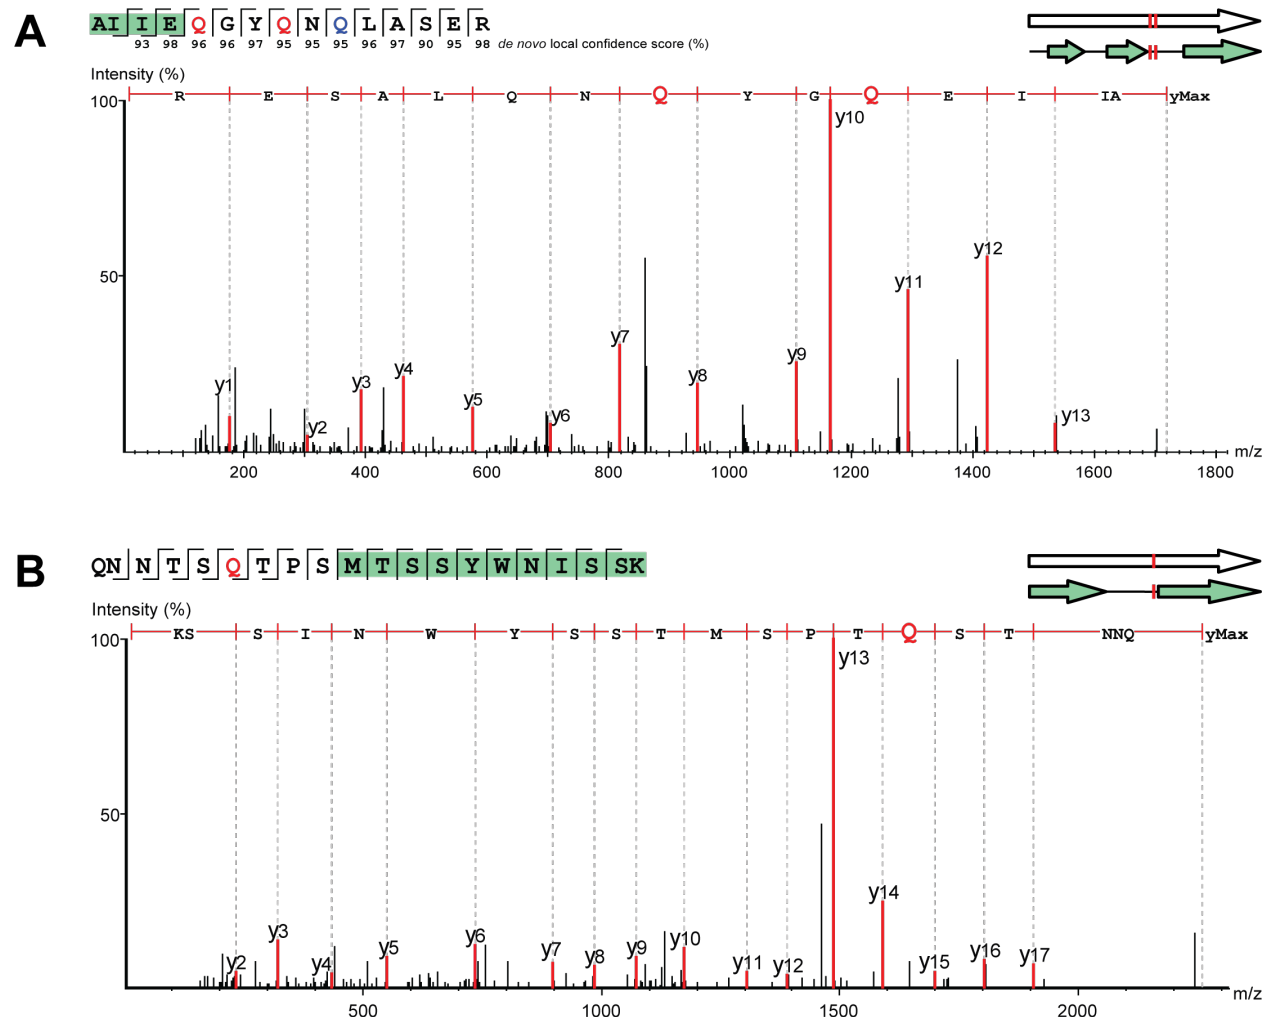 A
AI I E Q G Y Q N Q L A S E R
93 98 96 96 97 95 95 95 96 97 90 95 98 de novo local confidence score (%)
Intensity (%)
R E S A L Q N Q Y G Q E I IA yMax
100
y10
50
y12
y11
y7
y9
y8
y4
y3
y1
y5
y6
y13
y2
200 400 600 800 1000 1200 1400 1600 1800 m/z
B
QN N T S Q T P S M T S S Y W N I S SK
Intensity (%)
KS S I N W Y S S T M S P T Q S T NNQ yMax
100
y13
50
y14
y3
y10
y6
y5
y7
y9
y16
y17
y2
y4
y8
y11
y12
y15
500 1000 1500 2000 m/z